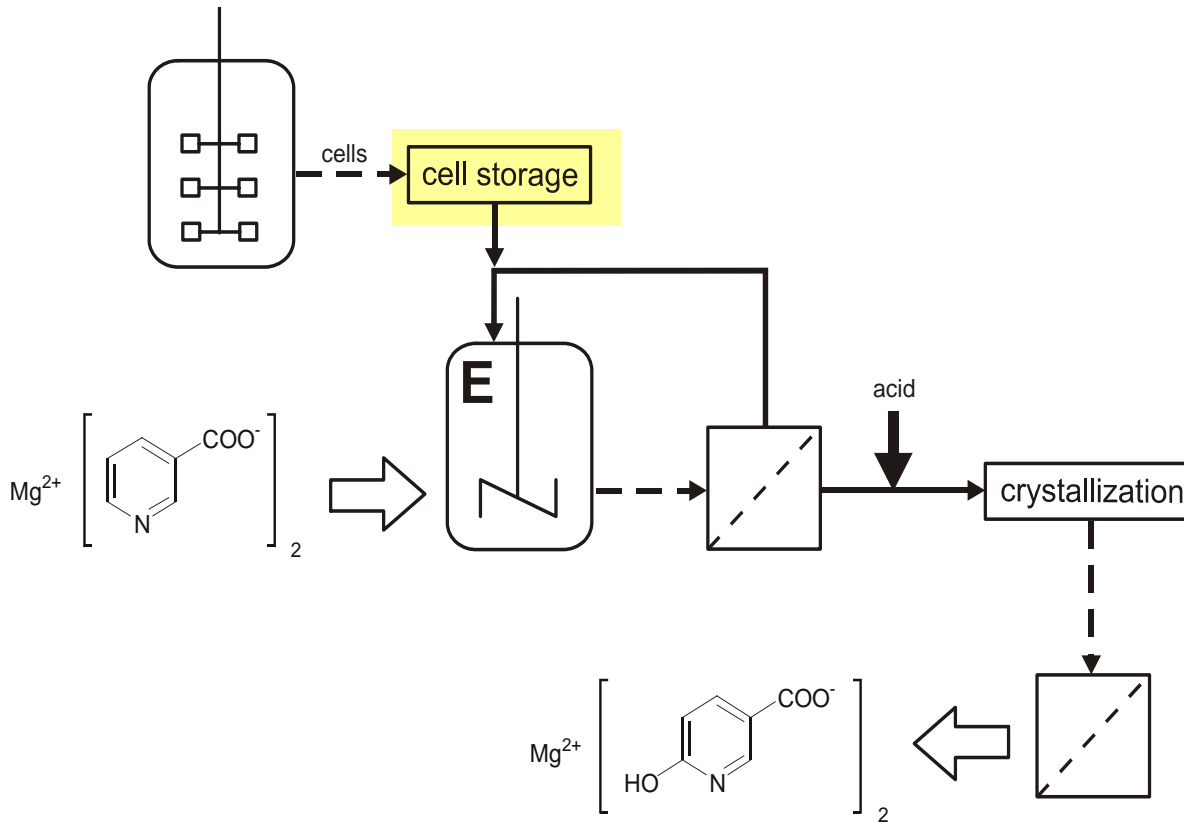 cells
cell storage
E
acid
Mg2+
COO-
N
2
crystallization
Mg2+
COO-
HO
N
2